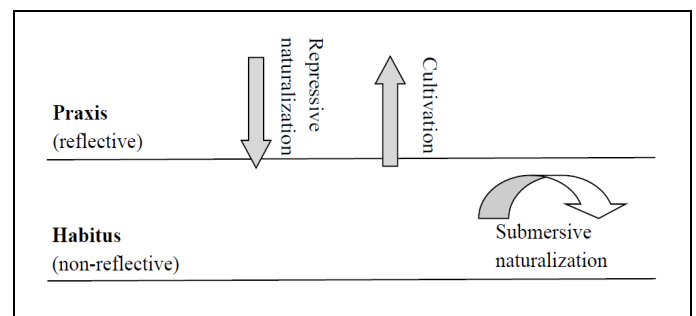 Repressive
naturalization
Cultivation
Praxis
(reflective)
Habitus
(non-reflective)
Submersive
naturalization